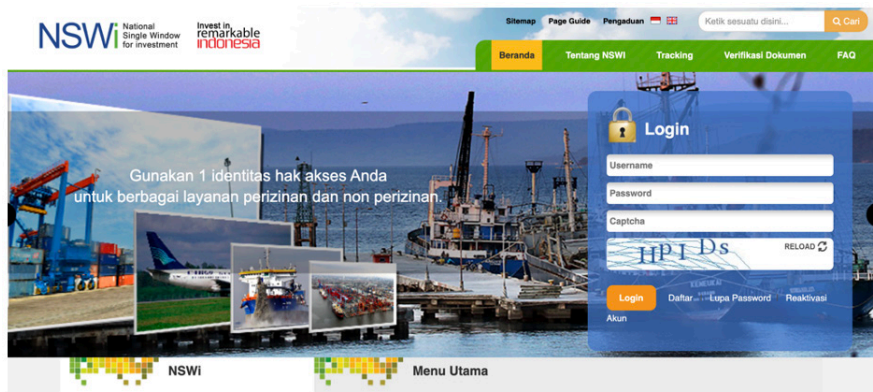 NSWi National Single Window for investment
Invest in remarkable indonesia
Sitemap Page Guide Pengaduan
Ketik sesuatu disini...
Cari
Beranda Tentang NSWI Tracking Verifikasi Dokumen FAQ
Gunakan 1 identitas hak akses Anda
untuk berbagai layanan perizinan dan non perizinan.
Login
Username
Password
Captcha
RELOAD
Login Daftar Lupa Password Reaktivasi
Akun
NSWi
Menu Utama